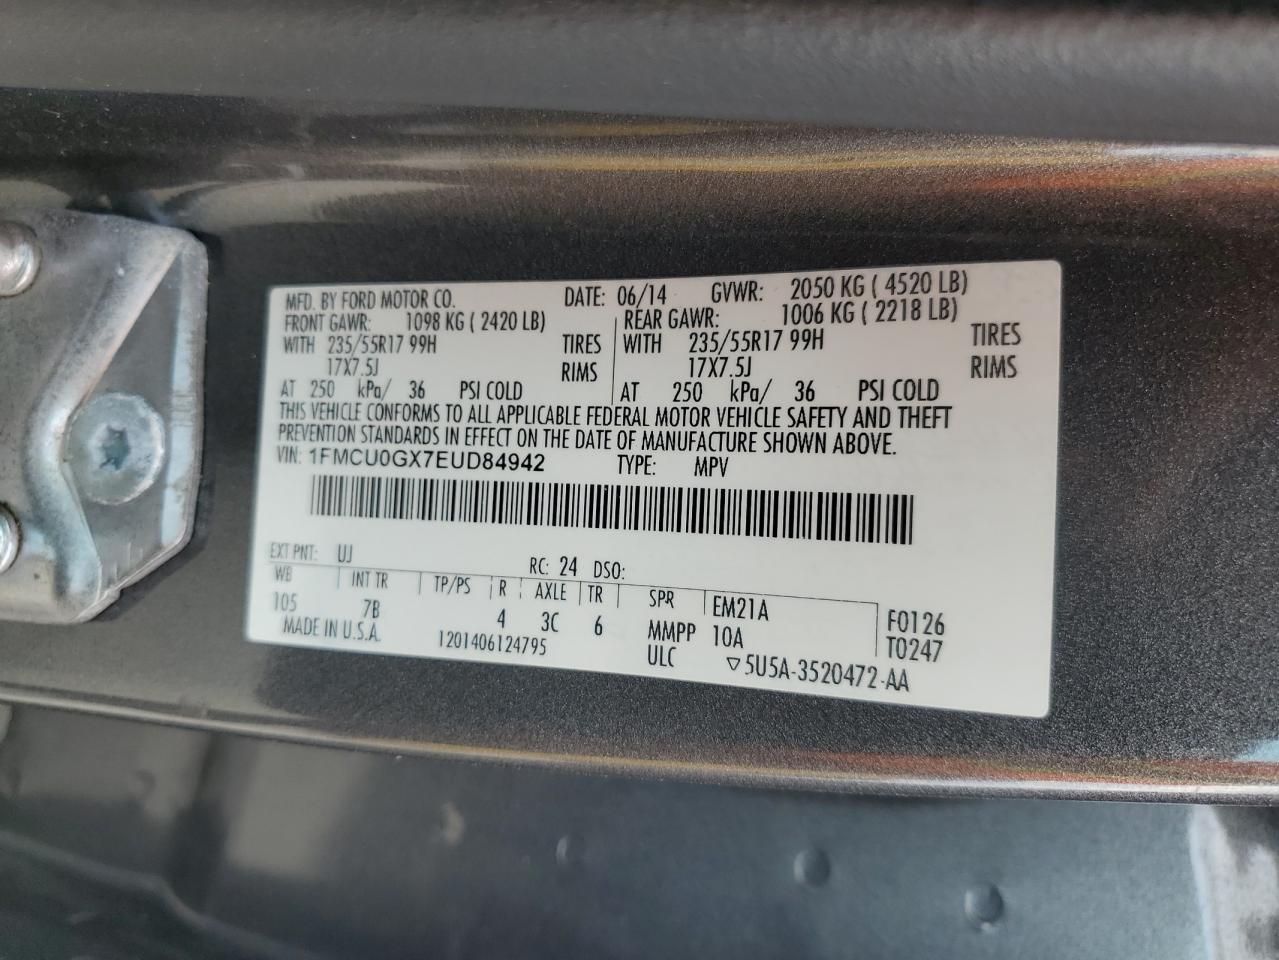 MFD. BY FORD MOTOR CO. DATE: 06/14 GVWR: 2050 KG ( 4520 LB)
FRONT GAWR: 1098 KG ( 2420 LB) REAR GAWR: 1006 KG ( 2218 LB)
WITH 235/55R17 99H TIRES WITH 235/55R17 99H TIRES
17X7.5J RIMS 17X7.5J RIMS
AT 250 kPa/ 36 PSI COLD AT 250 kPa/ 36 PSI COLD
THIS VEHICLE CONFORMS TO ALL APPLICABLE FEDERAL MOTOR VEHICLE SAFETY AND THEFT
PREVENTION STANDARDS IN EFFECT ON THE DATE OF MANUFACTURE SHOWN ABOVE.
VIN: 1FMCU0GX7EUD84942 TYPE: MPV
EXT PNT: UJ RC: 24 DSO:
WB INT TR TP/PS R AXLE TR SPR EM21A F0126
105 7B 4 3C 6 MMPP 10A T0247
MADE IN U.S.A. 1201406124795 ULC ▽5U5A-3520472-AA